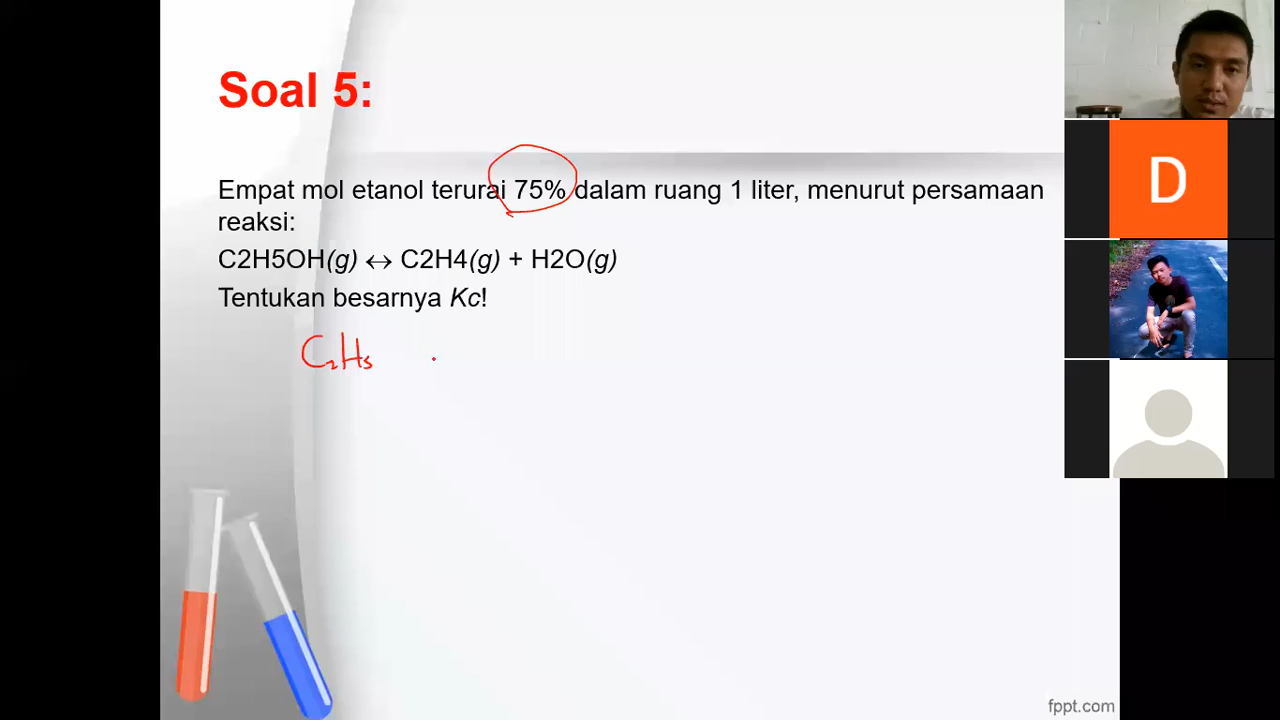 Soal 5:
Empat mol etanol terurai 75% dalam ruang 1 liter, menurut persamaan
reaksi:
C2H5OH(g) ↔ C2H4(g) + H2O(g)
Tentukan besarnya Kc!
C₂H₅
D
fppt.com